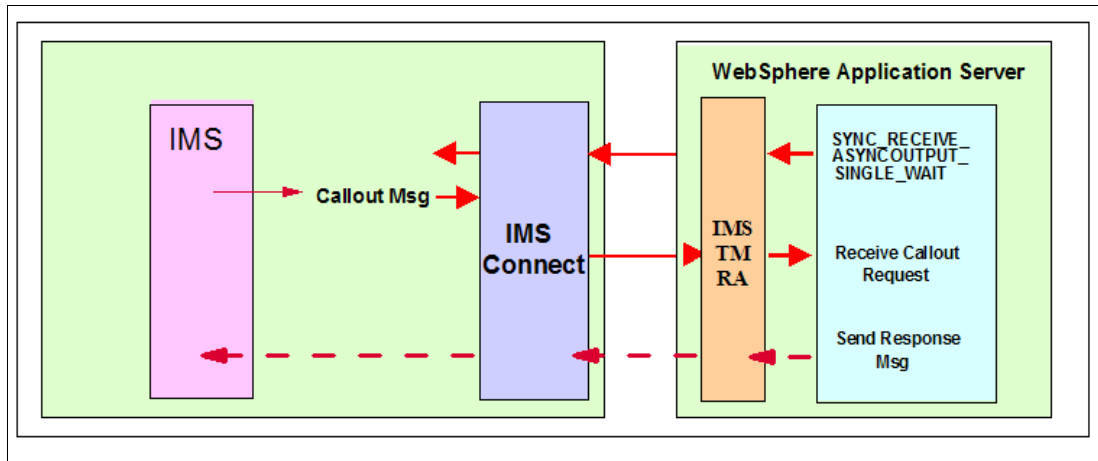 WebSphere Application Server
IMS
Callout Msg
IMS
Connect
IMS
TM
RA
SYNC_RECEIVE_
ASYNCOUTPUT_
SINGLE_WAIT
Receive Callout
Request
Send Response
Msg